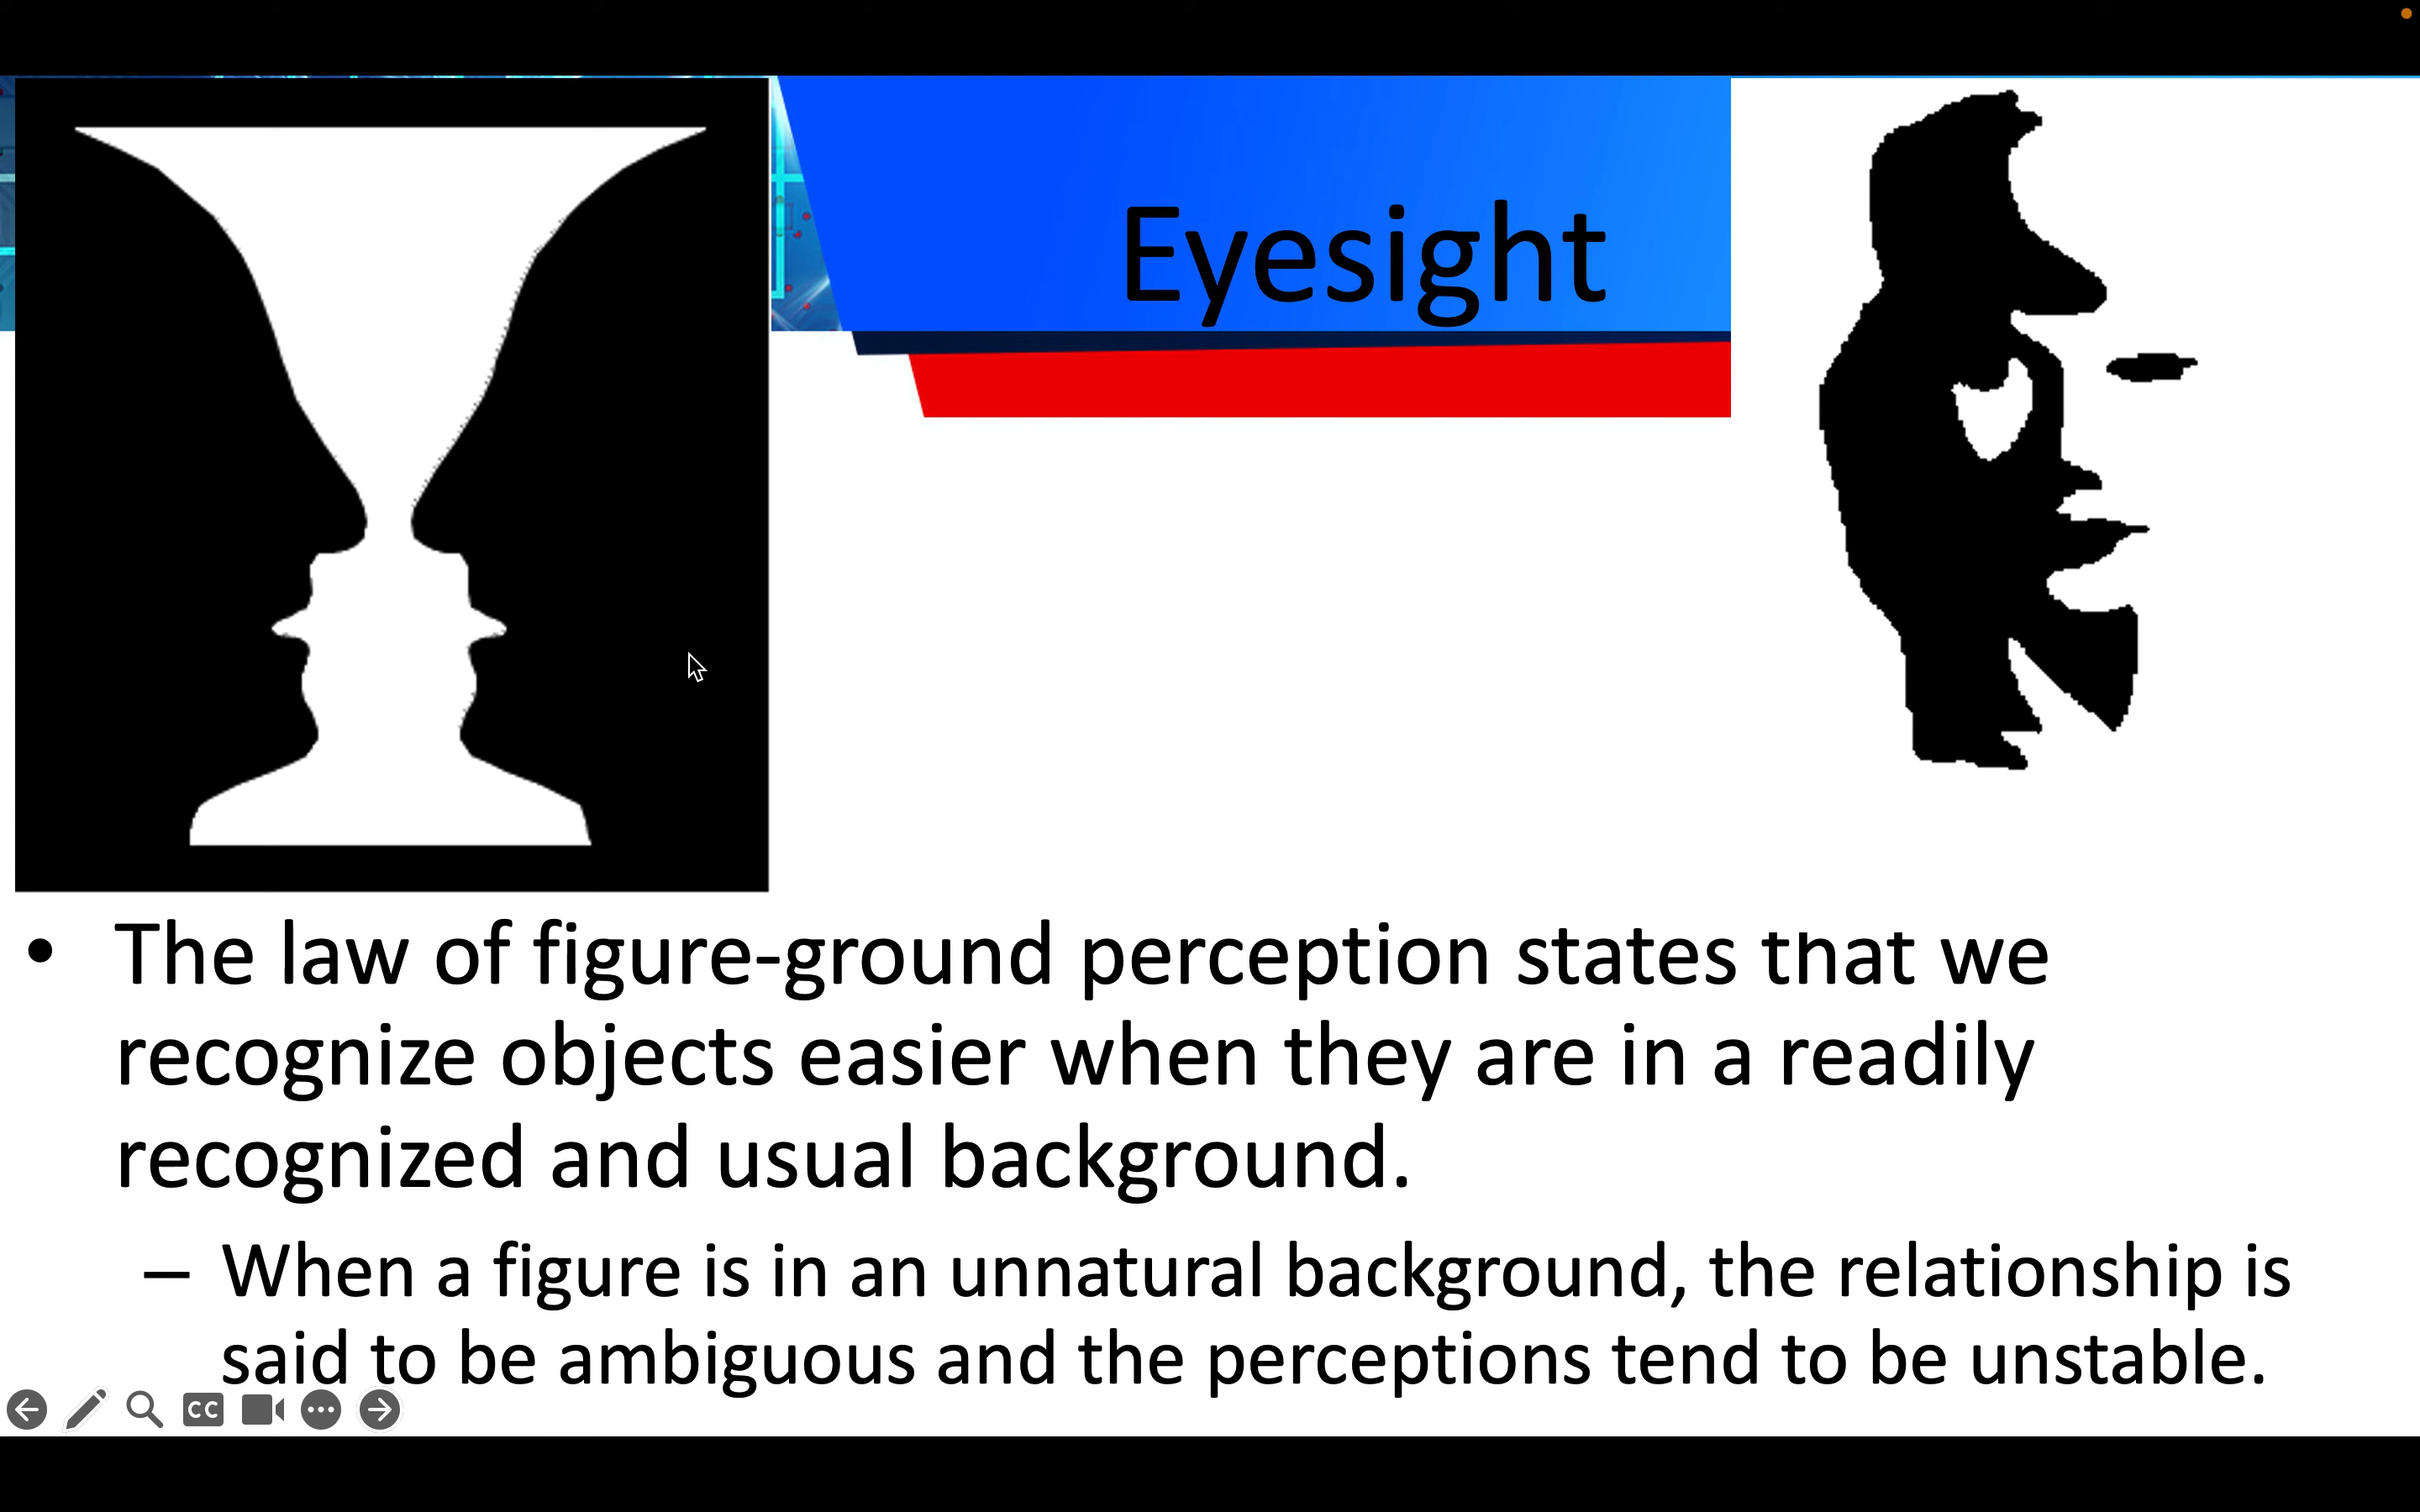 Eyesight
• The law of figure-ground perception states that we
recognize objects easier when they are in a readily
recognized and usual background.
– When a figure is in an unnatural background, the relationship is
said to be ambiguous and the perceptions tend to be unstable.
CC